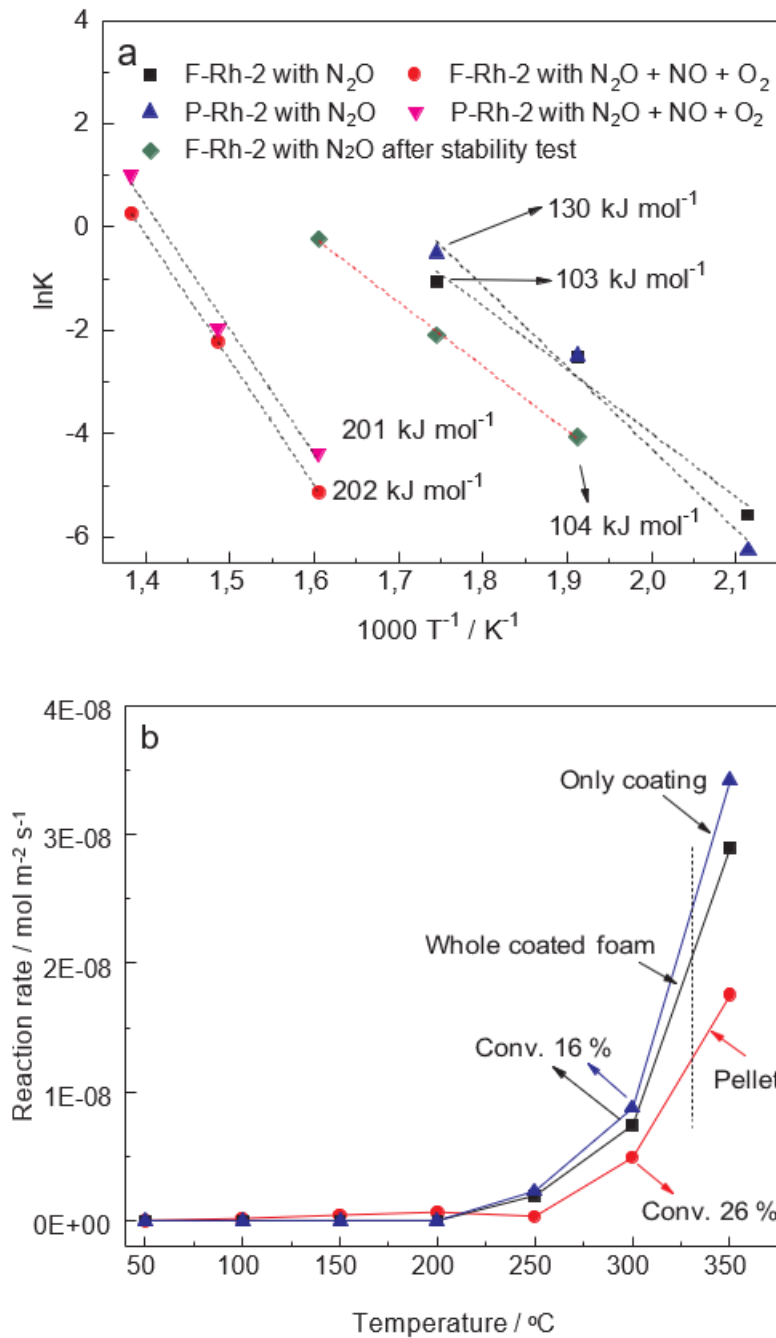 a
4
2
0
-2
-4
-6
lnK
F-Rh-2 with N₂O
F-Rh-2 with N₂O + NO + O₂
P-Rh-2 with N₂O
P-Rh-2 with N₂O + NO + O₂
F-Rh-2 with N2O after stability test
130 kJ mol⁻¹
103 kJ mol⁻¹
201 kJ mol⁻¹
202 kJ mol⁻¹
104 kJ mol⁻¹
1,4 1,5 1,6 1,7 1,8 1,9 2,0 2,1
1000 T⁻¹ / K⁻¹
b
4E-08
3E-08
2E-08
1E-08
0E+00
Reaction rate / mol m⁻² s⁻¹
Only coating
Whole coated foam
Conv. 16 %
Pellet
Conv. 26 %
50 100 150 200 250 300 350
Temperature / ºC